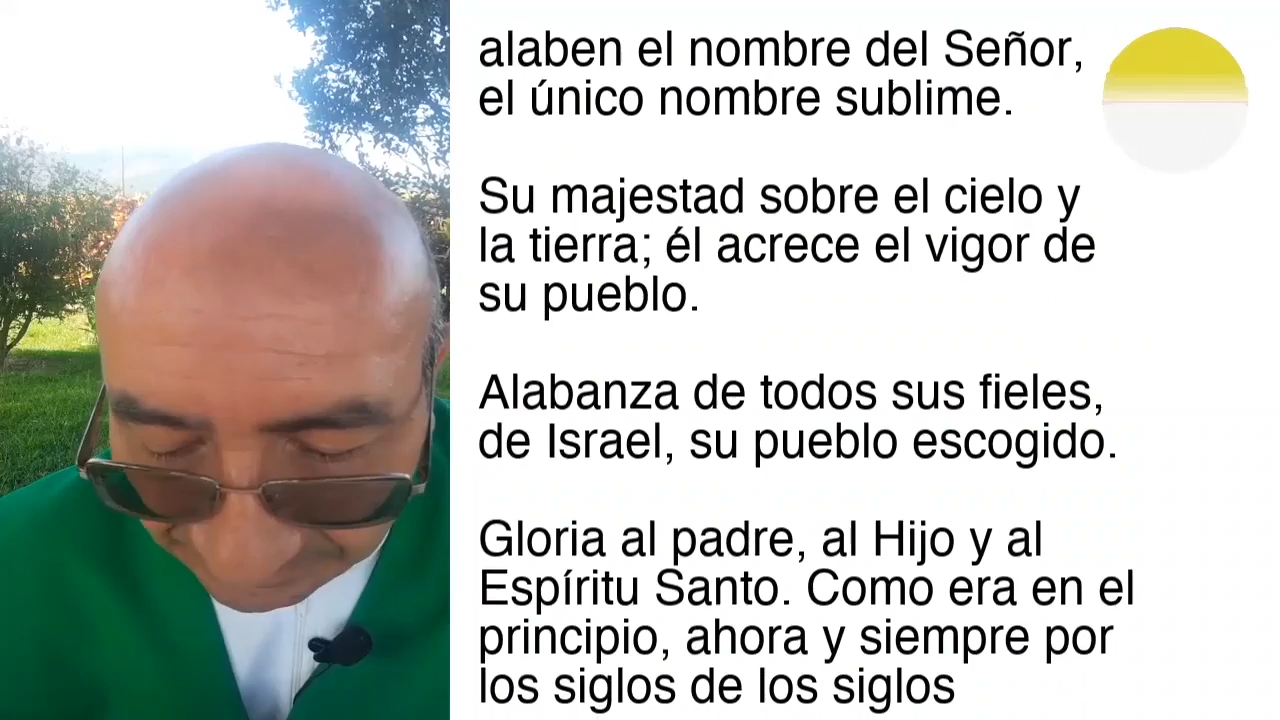 alaben el nombre del Señor,
el único nombre sublime.
Su majestad sobre el cielo y
la tierra; él acrece el vigor de
su pueblo.
Alabanza de todos sus fieles,
de Israel, su pueblo escogido.
Gloria al padre, al Hijo y al
Espíritu Santo. Como era en el
principio, ahora y siempre por
los siglos de los siglos